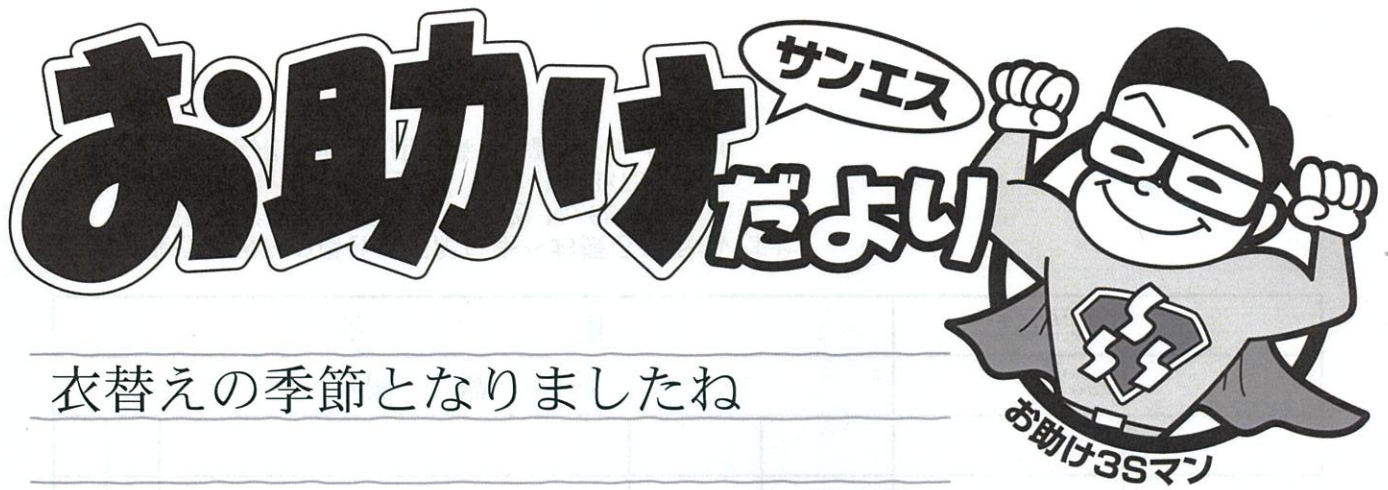 お助けだより
サンエス
衣替えの季節となりましたね
お助け3Sマン